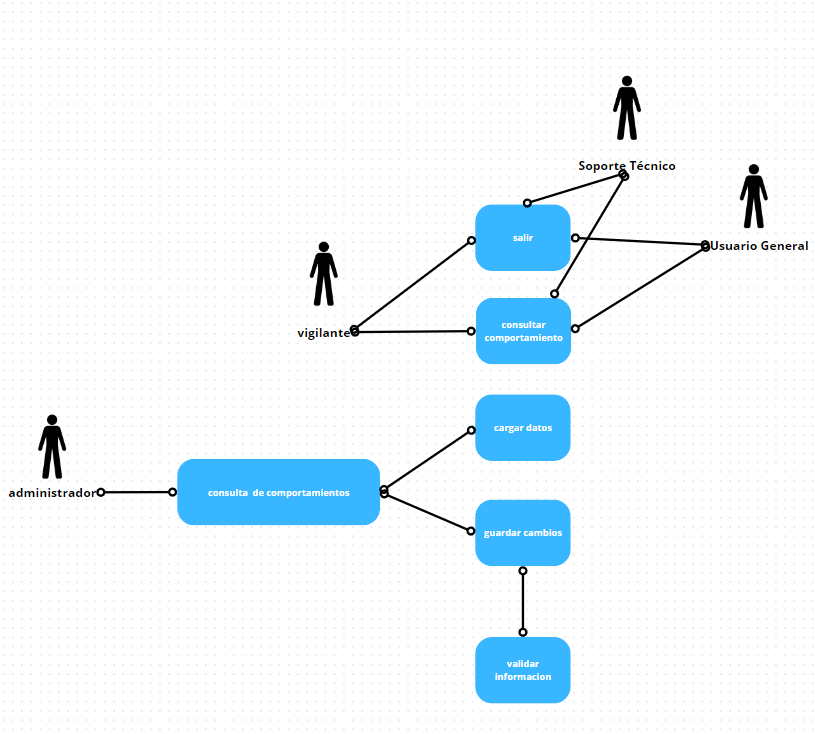 Soporte Técnico
salir
Usuario General
vigilante
consultar
comportamiento
cargar datos
administrador
consulta de comportamientos
guardar cambios
validar
informacion